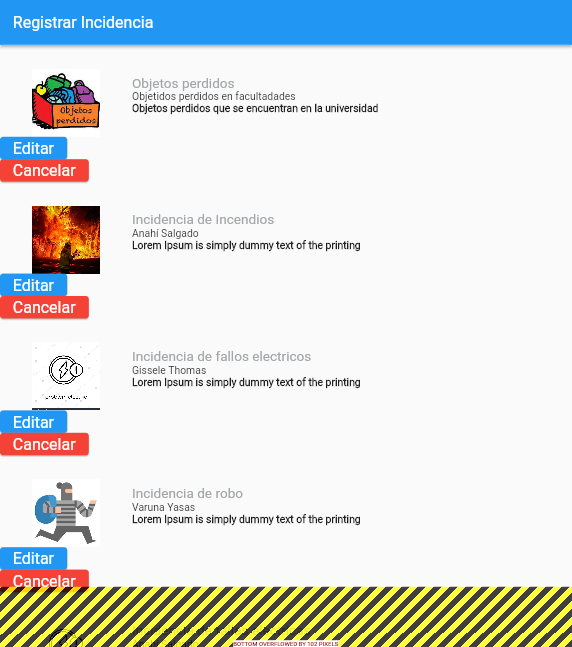 Registrar Incidencia
Objetos perdidos
Objetidos perdidos en facultadades
Objetos perdidos que se encuentran en la universidad
Objetos
perdidos
Editar
Cancelar
Incidencia de Incendios
Anahí Salgado
Lorem Ipsum is simply dummy text of the printing
Editar
Cancelar
Incidencia de fallos electricos
Gissele Thomas
Lorem Ipsum is simply dummy text of the printing
Editar
Cancelar
Incidencia de robo
Varuna Yasas
Lorem Ipsum is simply dummy text of the printing
Editar
Cancelar
BOTTOM OVERFLOWED BY 102 PIXELS